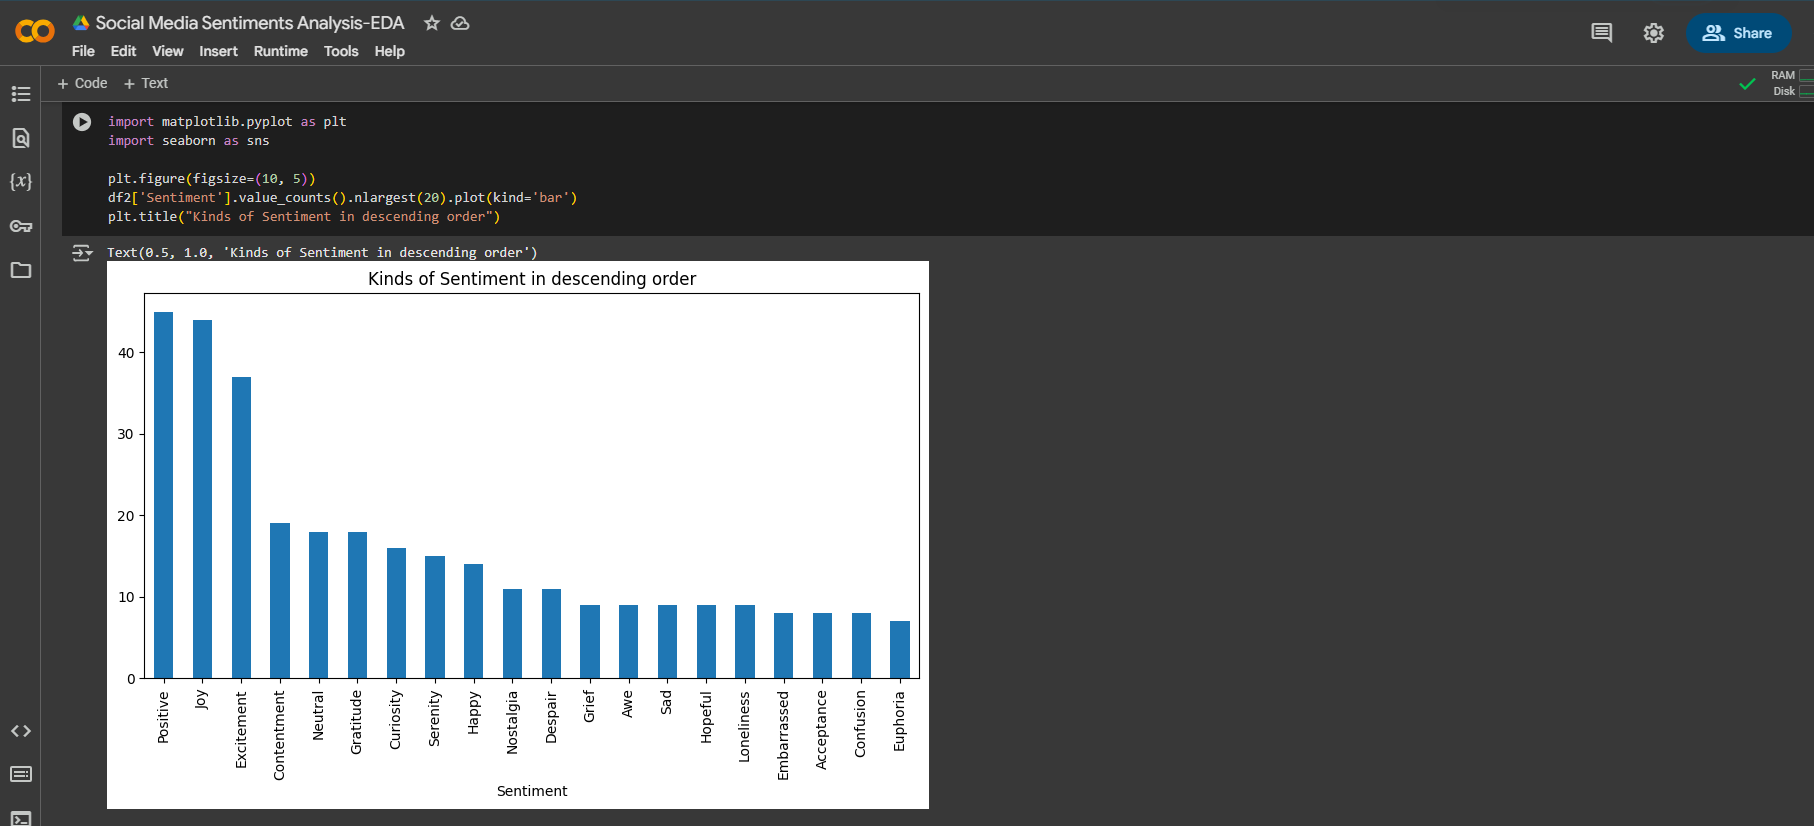 Social Media Sentiments Analysis-EDA
File Edit View Insert Runtime Tools Help
Share
+ Code + Text
RAM
Disk
{x}
import matplotlib.pyplot as plt
import seaborn as sns
plt.figure(figsize=(10, 5))
df2['Sentiment'].value_counts().nlargest(20).plot(kind='bar')
plt.title("Kinds of Sentiment in descending order")
Text(0.5, 1.0, 'Kinds of Sentiment in descending order')
Kinds of Sentiment in descending order
40
30
20
10
0
Positive
Joy
Excitement
Contentment
Neutral
Gratitude
Curiosity
Serenity
Happy
Nostalgia
Despair
Grief
Awe
Sad
Hopeful
Loneliness
Embarrassed
Acceptance
Confusion
Euphoria
Sentiment